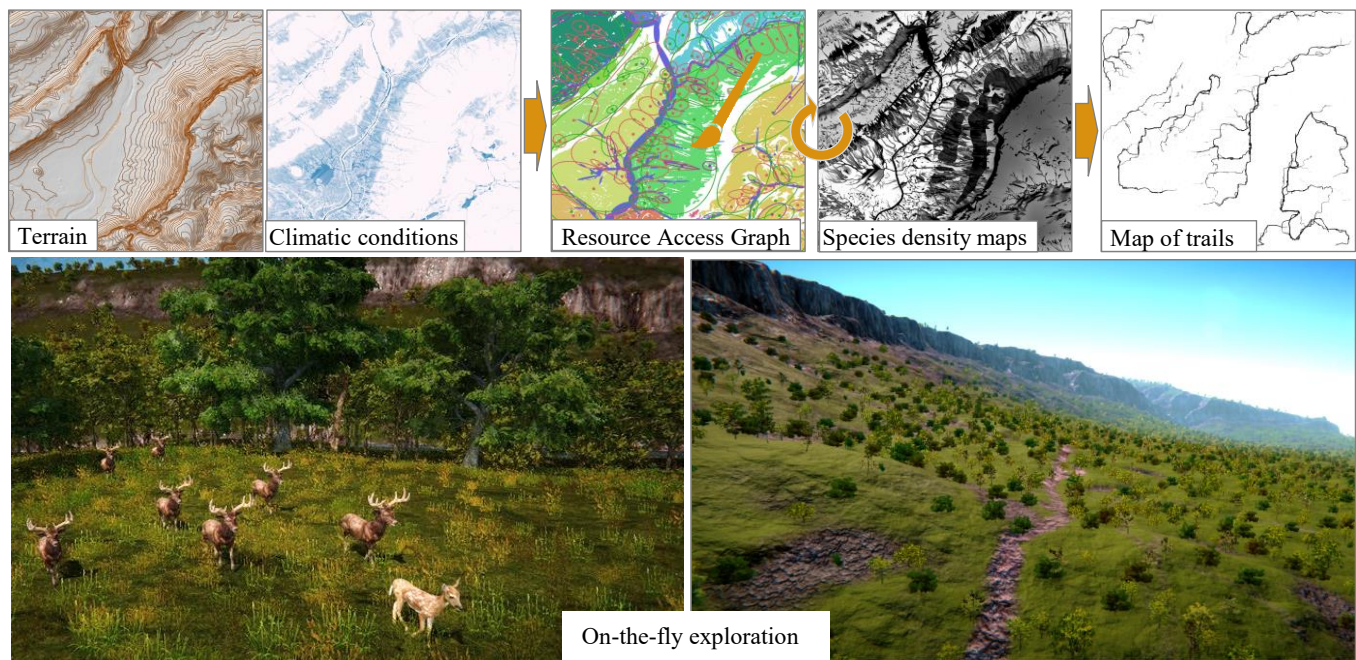 Terrain
Climatic conditions
Resource Access Graph
Species density maps
Map of trails
On-the-fly exploration